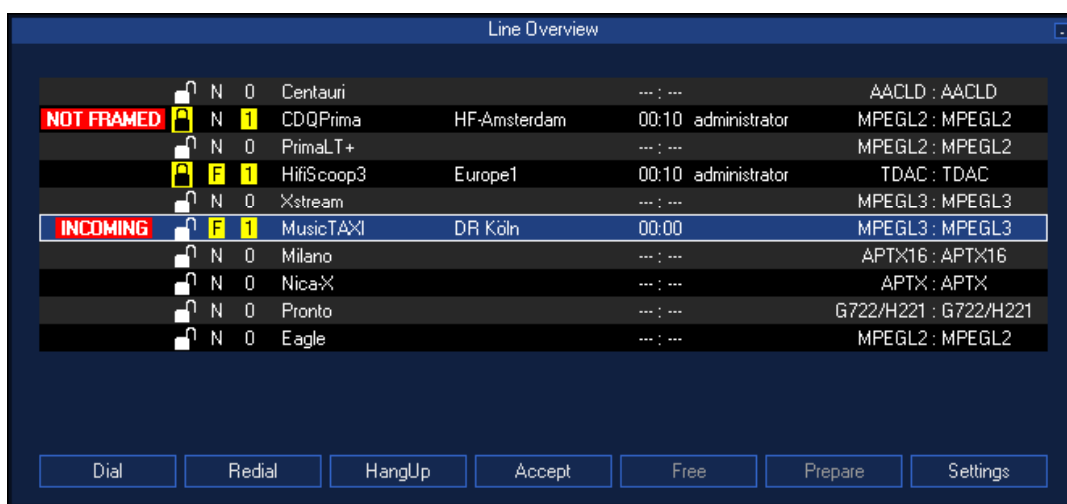 Line Overview
N 0 Centauri --- : --- AACLD : AACLD
NOT FRAMED N 1 CDQPrima HF-Amsterdam 00:10 administrator MPEGL2 : MPEGL2
N 0 PrimaLT+ --- : --- MPEGL2 : MPEGL2
F 1 HifiScoop3 Europe1 00:10 administrator TDAC : TDAC
N 0 Xstream --- : --- MPEGL3 : MPEGL3
INCOMING F 1 MusicTAXI DR Köln 00:00 MPEGL3 : MPEGL3
N 0 Milano --- : --- APTX16 : APTX16
N 0 Nica-X --- : --- APTX : APTX
N 0 Pronto --- : --- G722/H221 : G722/H221
N 0 Eagle --- : --- MPEGL2 : MPEGL2
Dial Redial HangUp Accept Free Prepare Settings